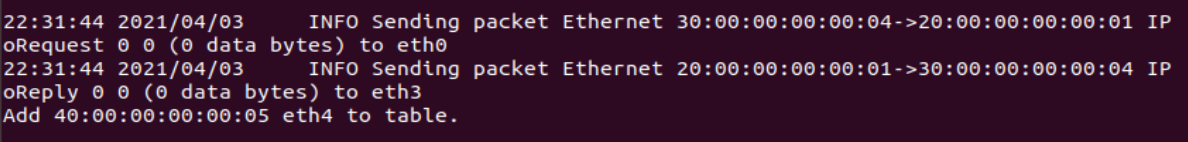 22:31:44 2021/04/03     INFO Sending packet Ethernet 30:00:00:00:00:04->20:00:00:00:00:01 IP
oRequest 0 0 (0 data bytes) to eth0
22:31:44 2021/04/03     INFO Sending packet Ethernet 20:00:00:00:00:01->30:00:00:00:00:04 IP
oReply 0 0 (0 data bytes) to eth3
Add 40:00:00:00:00:05 eth4 to table.